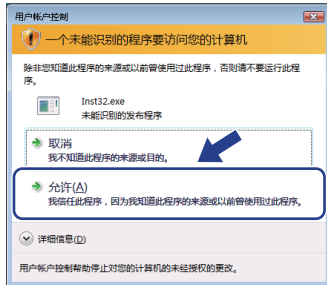 用户帐户控制
一个未能识别的程序要访问您的计算机
除非您知道此程序的来源或以前曾使用过此程序，否则请不要运行此程
序。
Inst32.exe
未能识别的发布程序
取消
我不知道此程序的来源或目的。
允许(A)
我信任此程序，因为我知道此程序的来源或以前曾使用过此程序。
详细信息(D)
用户帐户控制帮助停止对您的计算机的未经授权的更改。